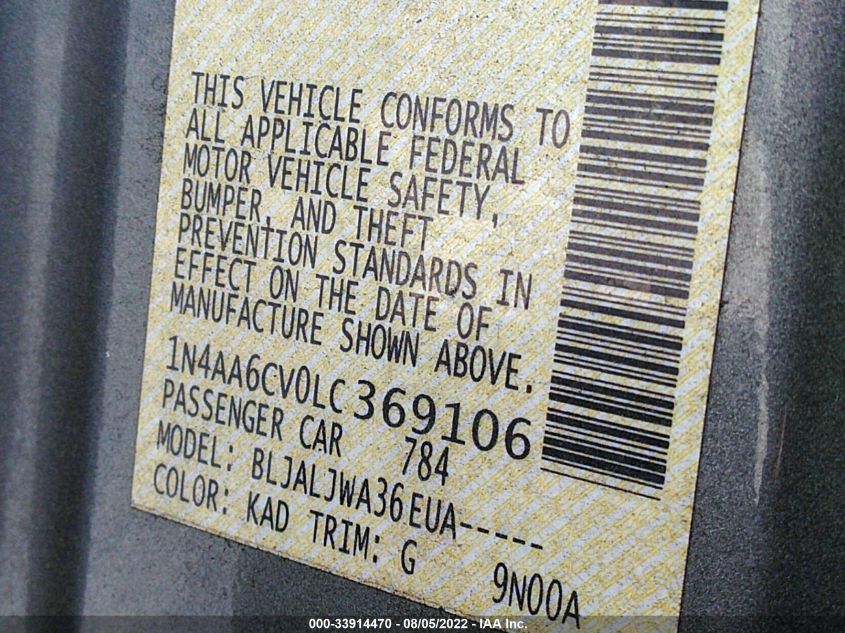 THIS VEHICLE CONFORMS TO
ALL APPLICABLE FEDERAL
MOTOR VEHICLE SAFETY,
BUMPER, AND THEFT
PREVENTION STANDARDS IN
EFFECT ON THE DATE OF
MANUFACTURE SHOWN ABOVE.
1N4AA6CV0LC369106
PASSENGER CAR 784
MODEL: BLJALJWA36EUA-----
COLOR: KAD TRIM: G 9N00A
000-33914470 - 08/05/2022 - IAA Inc.